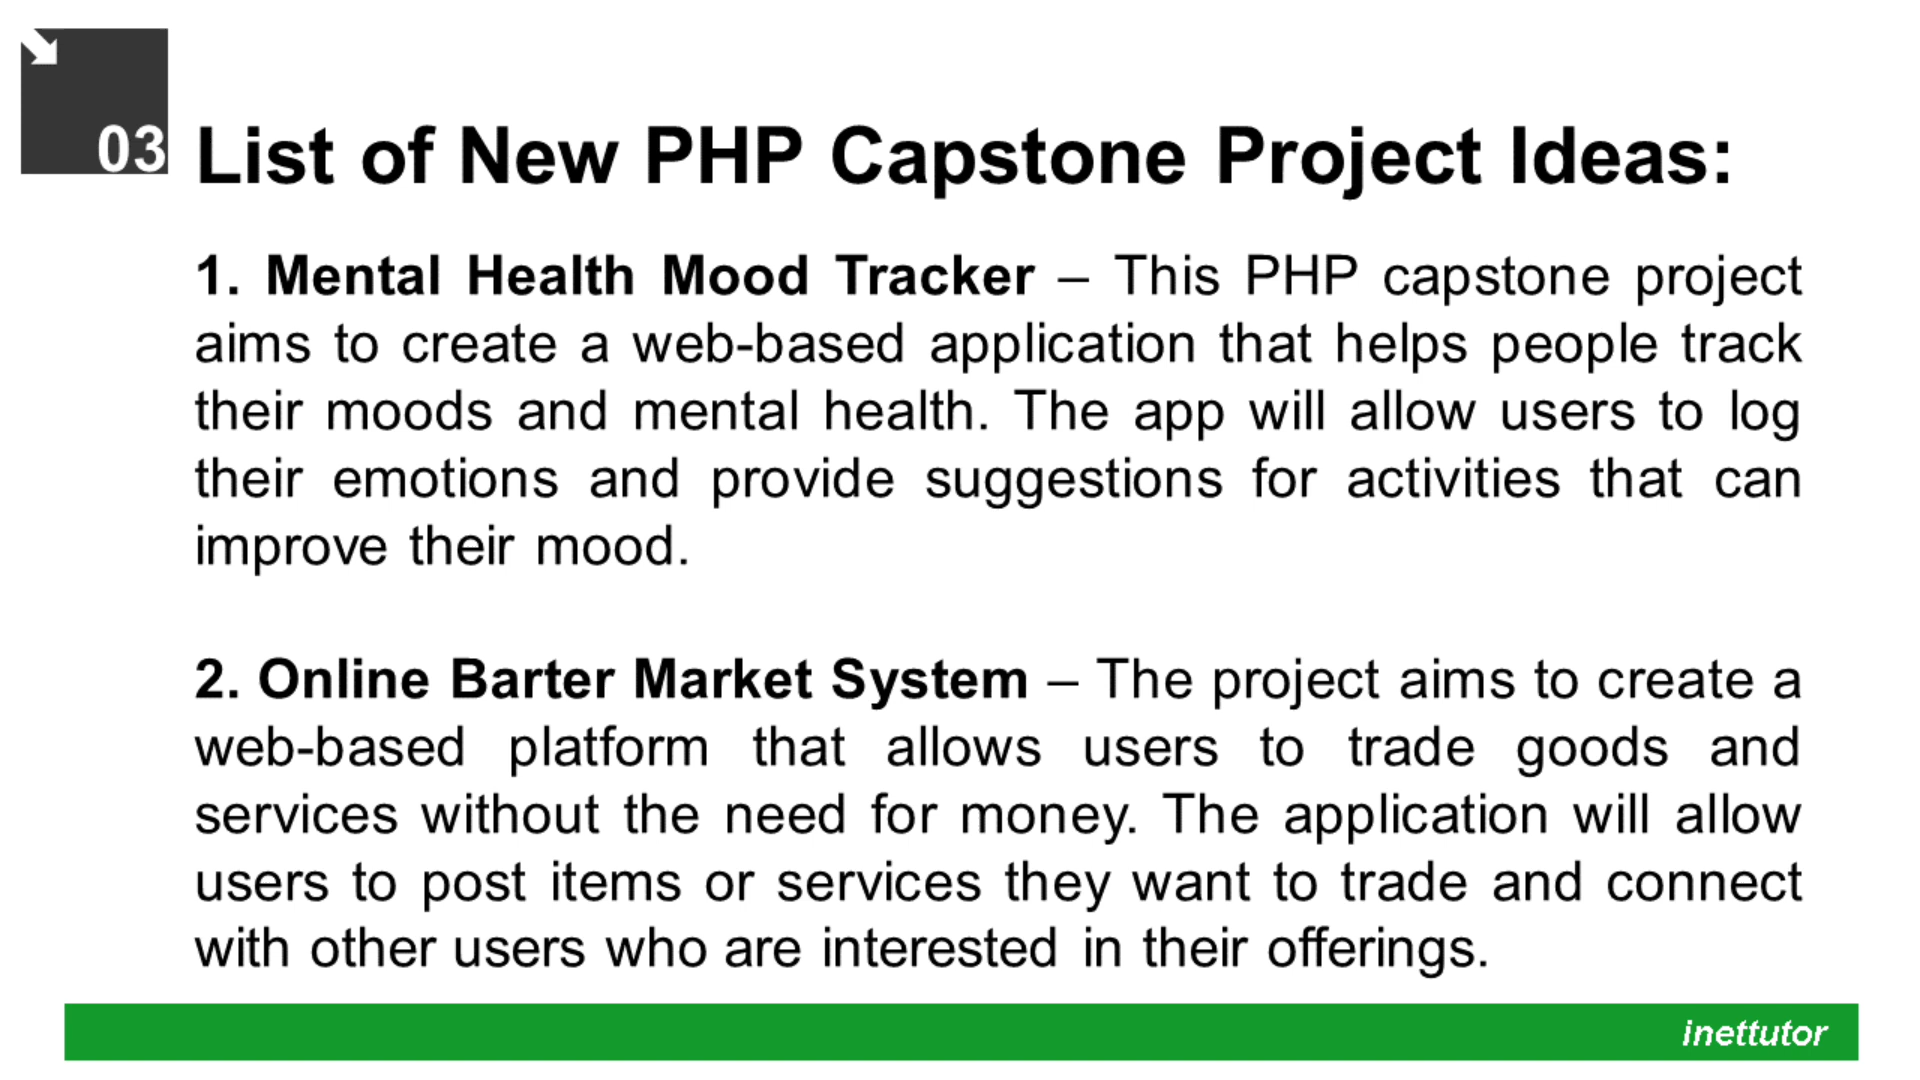 03
List of New PHP Capstone Project Ideas:
1. Mental Health Mood Tracker – This PHP capstone project
aims to create a web-based application that helps people track
their moods and mental health. The app will allow users to log
their emotions and provide suggestions for activities that can
improve their mood.
2. Online Barter Market System – The project aims to create a
web-based platform that allows users to trade goods and
services without the need for money. The application will allow
users to post items or services they want to trade and connect
with other users who are interested in their offerings.
inettutor